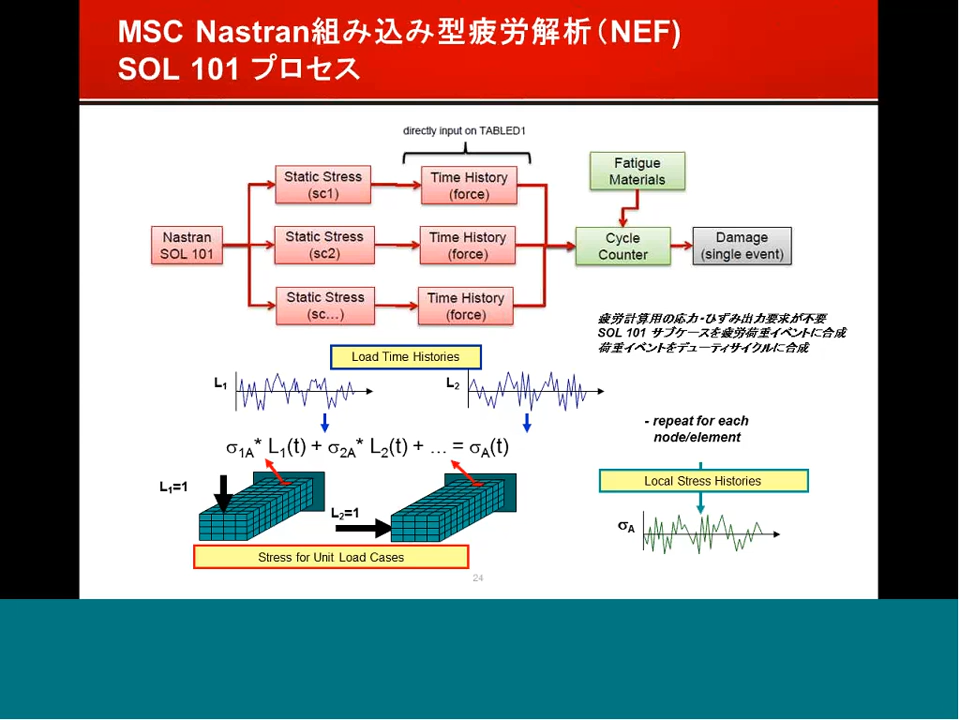 MSC Nastran組み込み型疲労解析（NEF)
SOL 101 プロセス
directly input on TABLED1
Static Stress
(sc1)
Time History
(force)
Fatigue
Materials
Nastran
SOL 101
Static Stress
(sc2)
Time History
(force)
Cycle
Counter
Damage
(single event)
Static Stress
(sc…)
Time History
(force)
疲労計算用の応力・ひずみ出力要求が不要
SOL 101 サブケースを疲労荷重イベントに合成
荷重イベントをデューティサイクルに合成
Load Time Histories
L₁
L₂
- repeat for each
node/element
σ₁A* L₁(t) + σ₂A* L₂(t) + … = σA(t)
Local Stress Histories
L₁=1
L₂=1
σA
Stress for Unit Load Cases
24